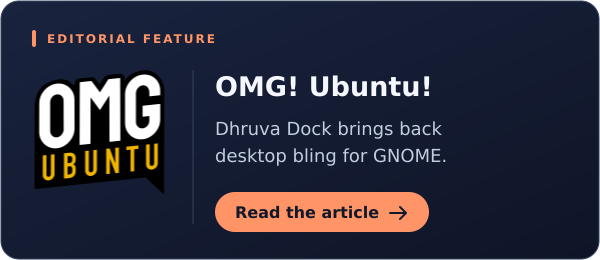 EDITORIAL FEATURE
OMG
UBUNTU
OMG! Ubuntu!
Dhruva Dock brings back
desktop bling for GNOME.
Read the article →